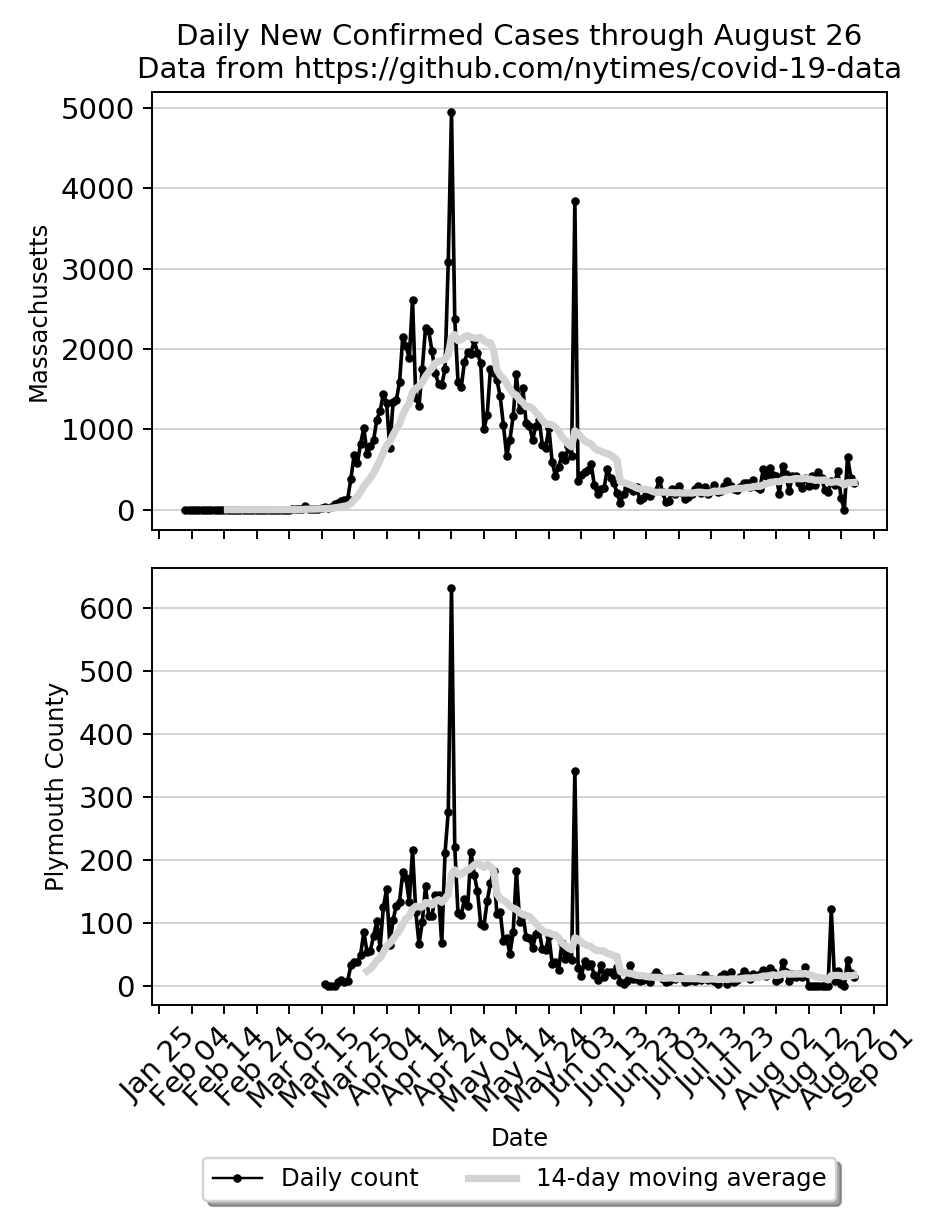 Daily New Confirmed Cases through August 26
Data from https://github.com/nytimes/covid-19-data
5000
4000
3000
2000
1000
0
Massachusetts
600
500
400
300
200
100
0
Plymouth County
Jan 25
Feb 04
Feb 14
Feb 24
Mar 05
Mar 15
Mar 25
Apr 04
Apr 14
Apr 24
May 04
May 14
May 24
Jun 03
Jun 13
Jun 23
Jul 03
Jul 13
Jul 23
Aug 02
Aug 12
Aug 22
Sep 01
Date
Daily count
14-day moving average